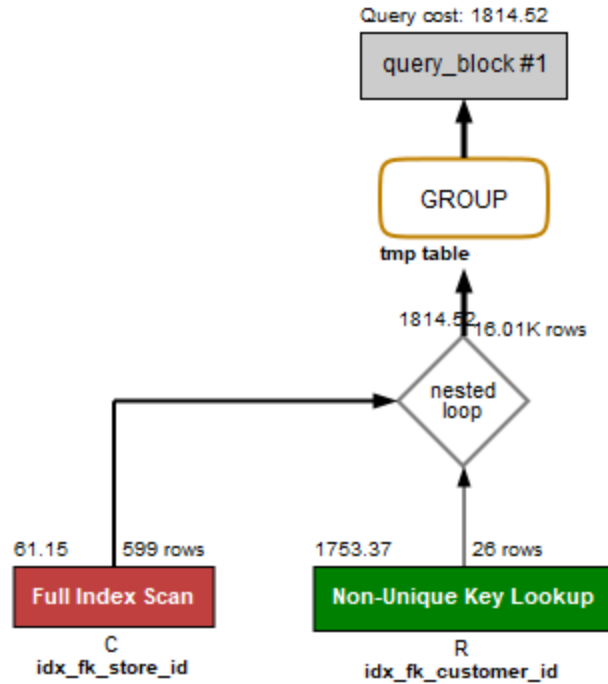 Query cost: 1814.52
query_block #1
GROUP
tmp table
1814.52
16.01K rows
nested
loop
61.15
599 rows
1753.37
26 rows
Full Index Scan
Non-Unique Key Lookup
C
idx_fk_store_id
R
idx_fk_customer_id